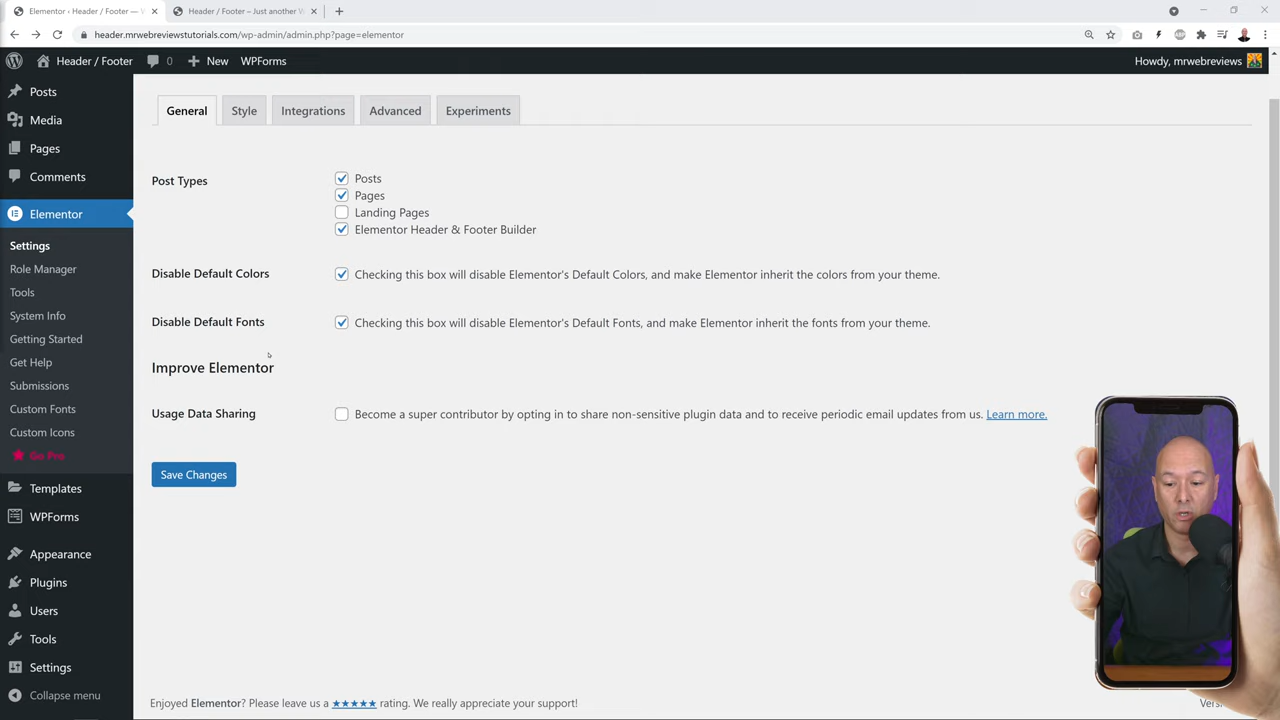 Elementor ‹ Header / Footer — W
Header / Footer – Just another W
header.mrwebreviewstutorials.com/wp-admin/admin.php?page=elementor
Header / Footer
0
New
WPForms
Howdy, mrwebreviews
Posts
Media
Pages
Comments
Elementor
Settings
Role Manager
Tools
System Info
Getting Started
Get Help
Submissions
Custom Fonts
Custom Icons
Go Pro
Templates
WPForms
Appearance
Plugins
Users
Tools
Settings
Collapse menu
General
Style
Integrations
Advanced
Experiments
Post Types
Posts
Pages
Landing Pages
Elementor Header & Footer Builder
Disable Default Colors
Checking this box will disable Elementor's Default Colors, and make Elementor inherit the colors from your theme.
Disable Default Fonts
Checking this box will disable Elementor's Default Fonts, and make Elementor inherit the fonts from your theme.
Improve Elementor
Usage Data Sharing
Become a super contributor by opting in to share non-sensitive plugin data and to receive periodic email updates from us. Learn more.
Save Changes
Enjoyed Elementor? Please leave us a ★★★★★ rating. We really appreciate your support!